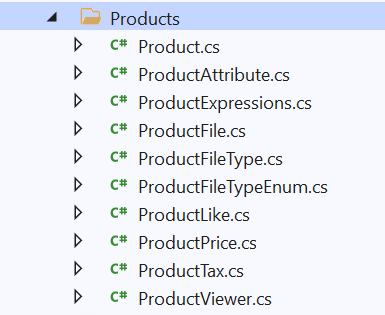 Products
C# Product.cs
C# ProductAttribute.cs
C# ProductExpressions.cs
C# ProductFile.cs
C# ProductFileType.cs
C# ProductFileTypeEnum.cs
C# ProductLike.cs
C# ProductPrice.cs
C# ProductTax.cs
C# ProductViewer.cs